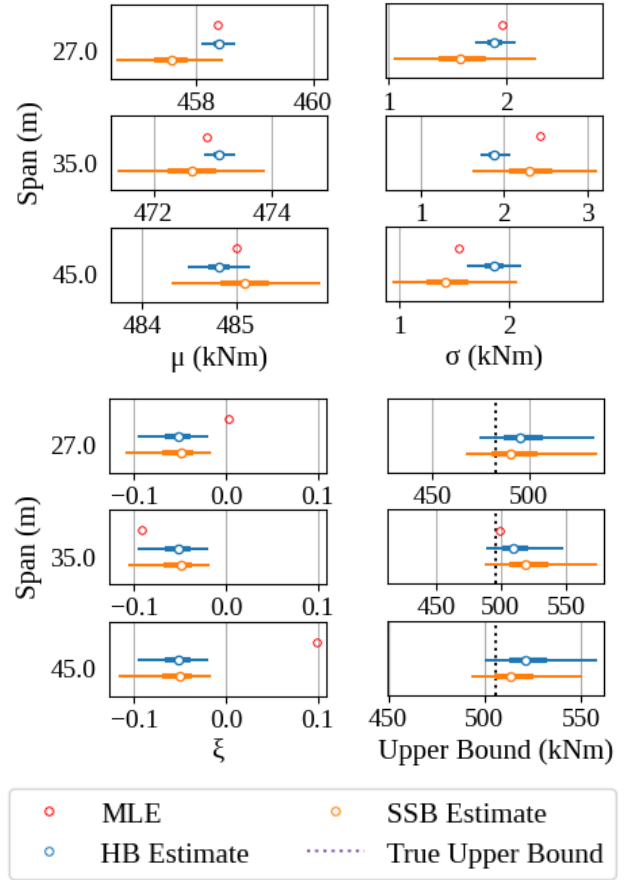 27.0
458 460
1 2
Span (m)
35.0
472 474
1 2 3
45.0
484 485
1 2
μ (kNm) σ (kNm)
27.0
−0.1 0.0 0.1
450 500
Span (m)
35.0
−0.1 0.0 0.1
450 500 550
45.0
−0.1 0.0 0.1
450 500 550
ξ Upper Bound (kNm)
MLE SSB Estimate
HB Estimate True Upper Bound